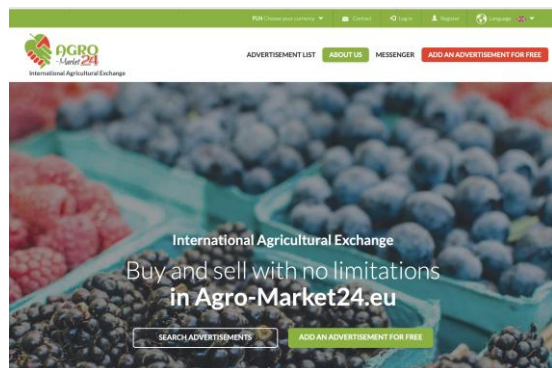 PLN Choose your currency
Contact
Log in
Register
Language
AGRO
-Market 24
International Agricultural Exchange
ADVERTISEMENT LIST
ABOUT US
MESSENGER
ADD AN ADVERTISEMENT FOR FREE
International Agricultural Exchange
Buy and sell with no limitations
in Agro-Market24.eu
SEARCH ADVERTISEMENTS
ADD AN ADVERTISEMENT FOR FREE